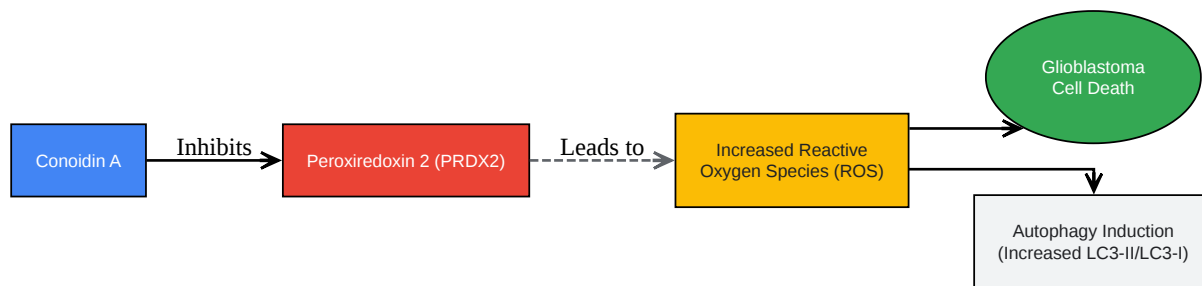 Conoidin A
Inhibits
Peroxiredoxin 2 (PRDX2)
Leads to
Increased Reactive
Oxygen Species (ROS)
Glioblastoma
Cell Death
Autophagy Induction
(Increased LC3-II/LC3-I)